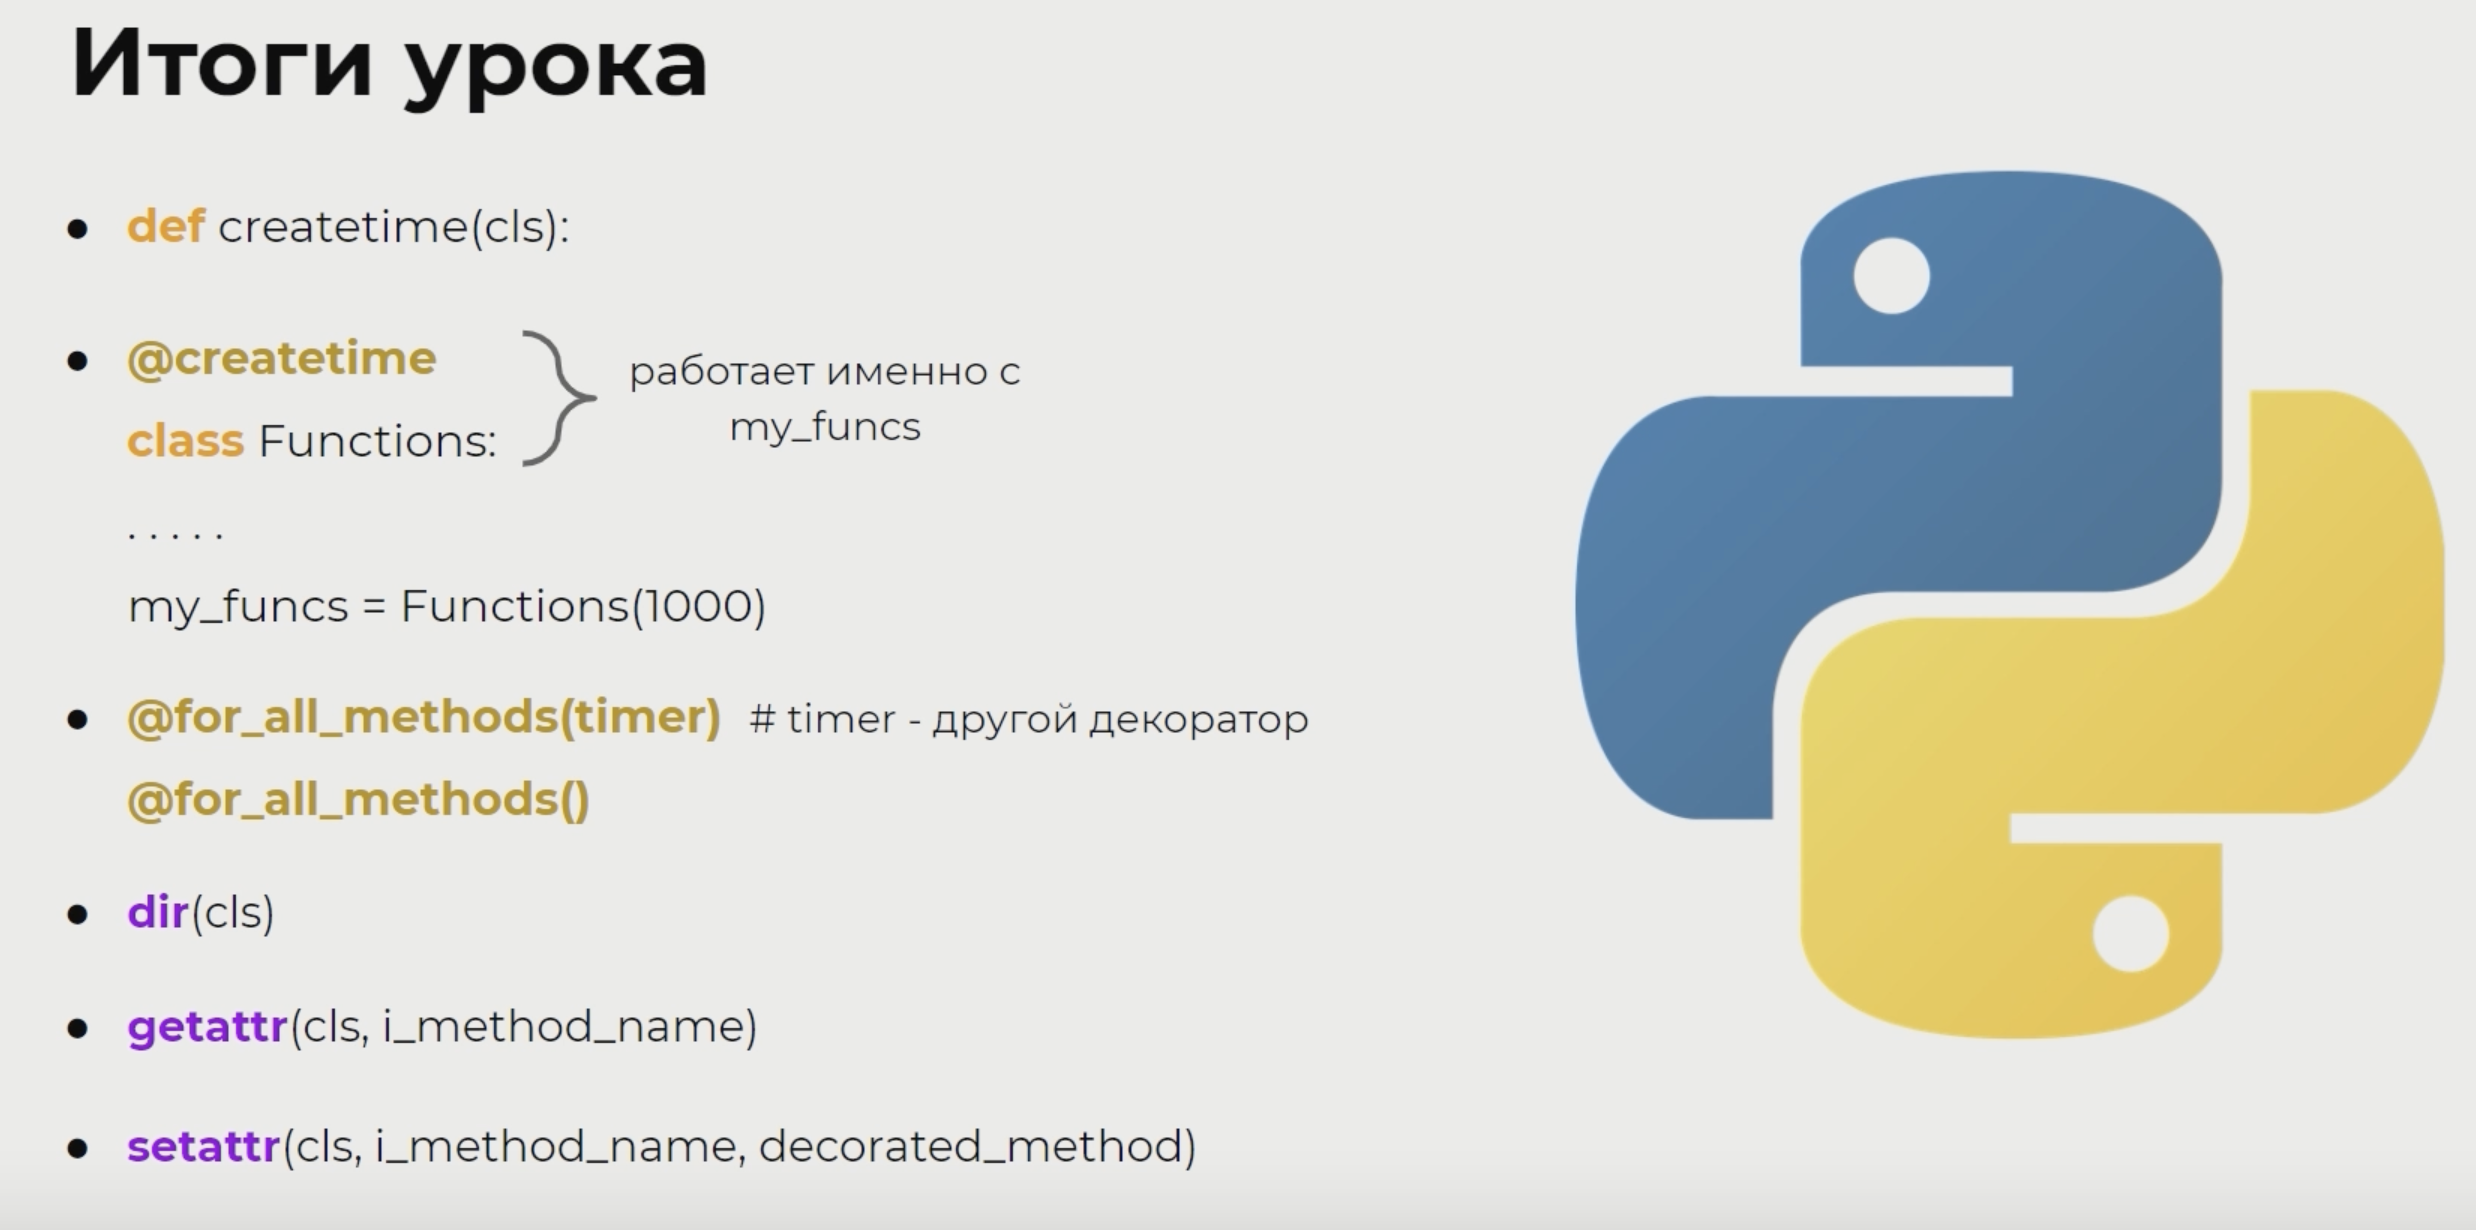 Итоги урока
● def createtime(cls):
● @createtime
class Functions:
работает именно с
my_funcs
. . . . .
my_funcs = Functions(1000)
● @for_all_methods(timer) # timer - другой декоратор
@for_all_methods()
● dir(cls)
● getattr(cls, i_method_name)
● setattr(cls, i_method_name, decorated_method)